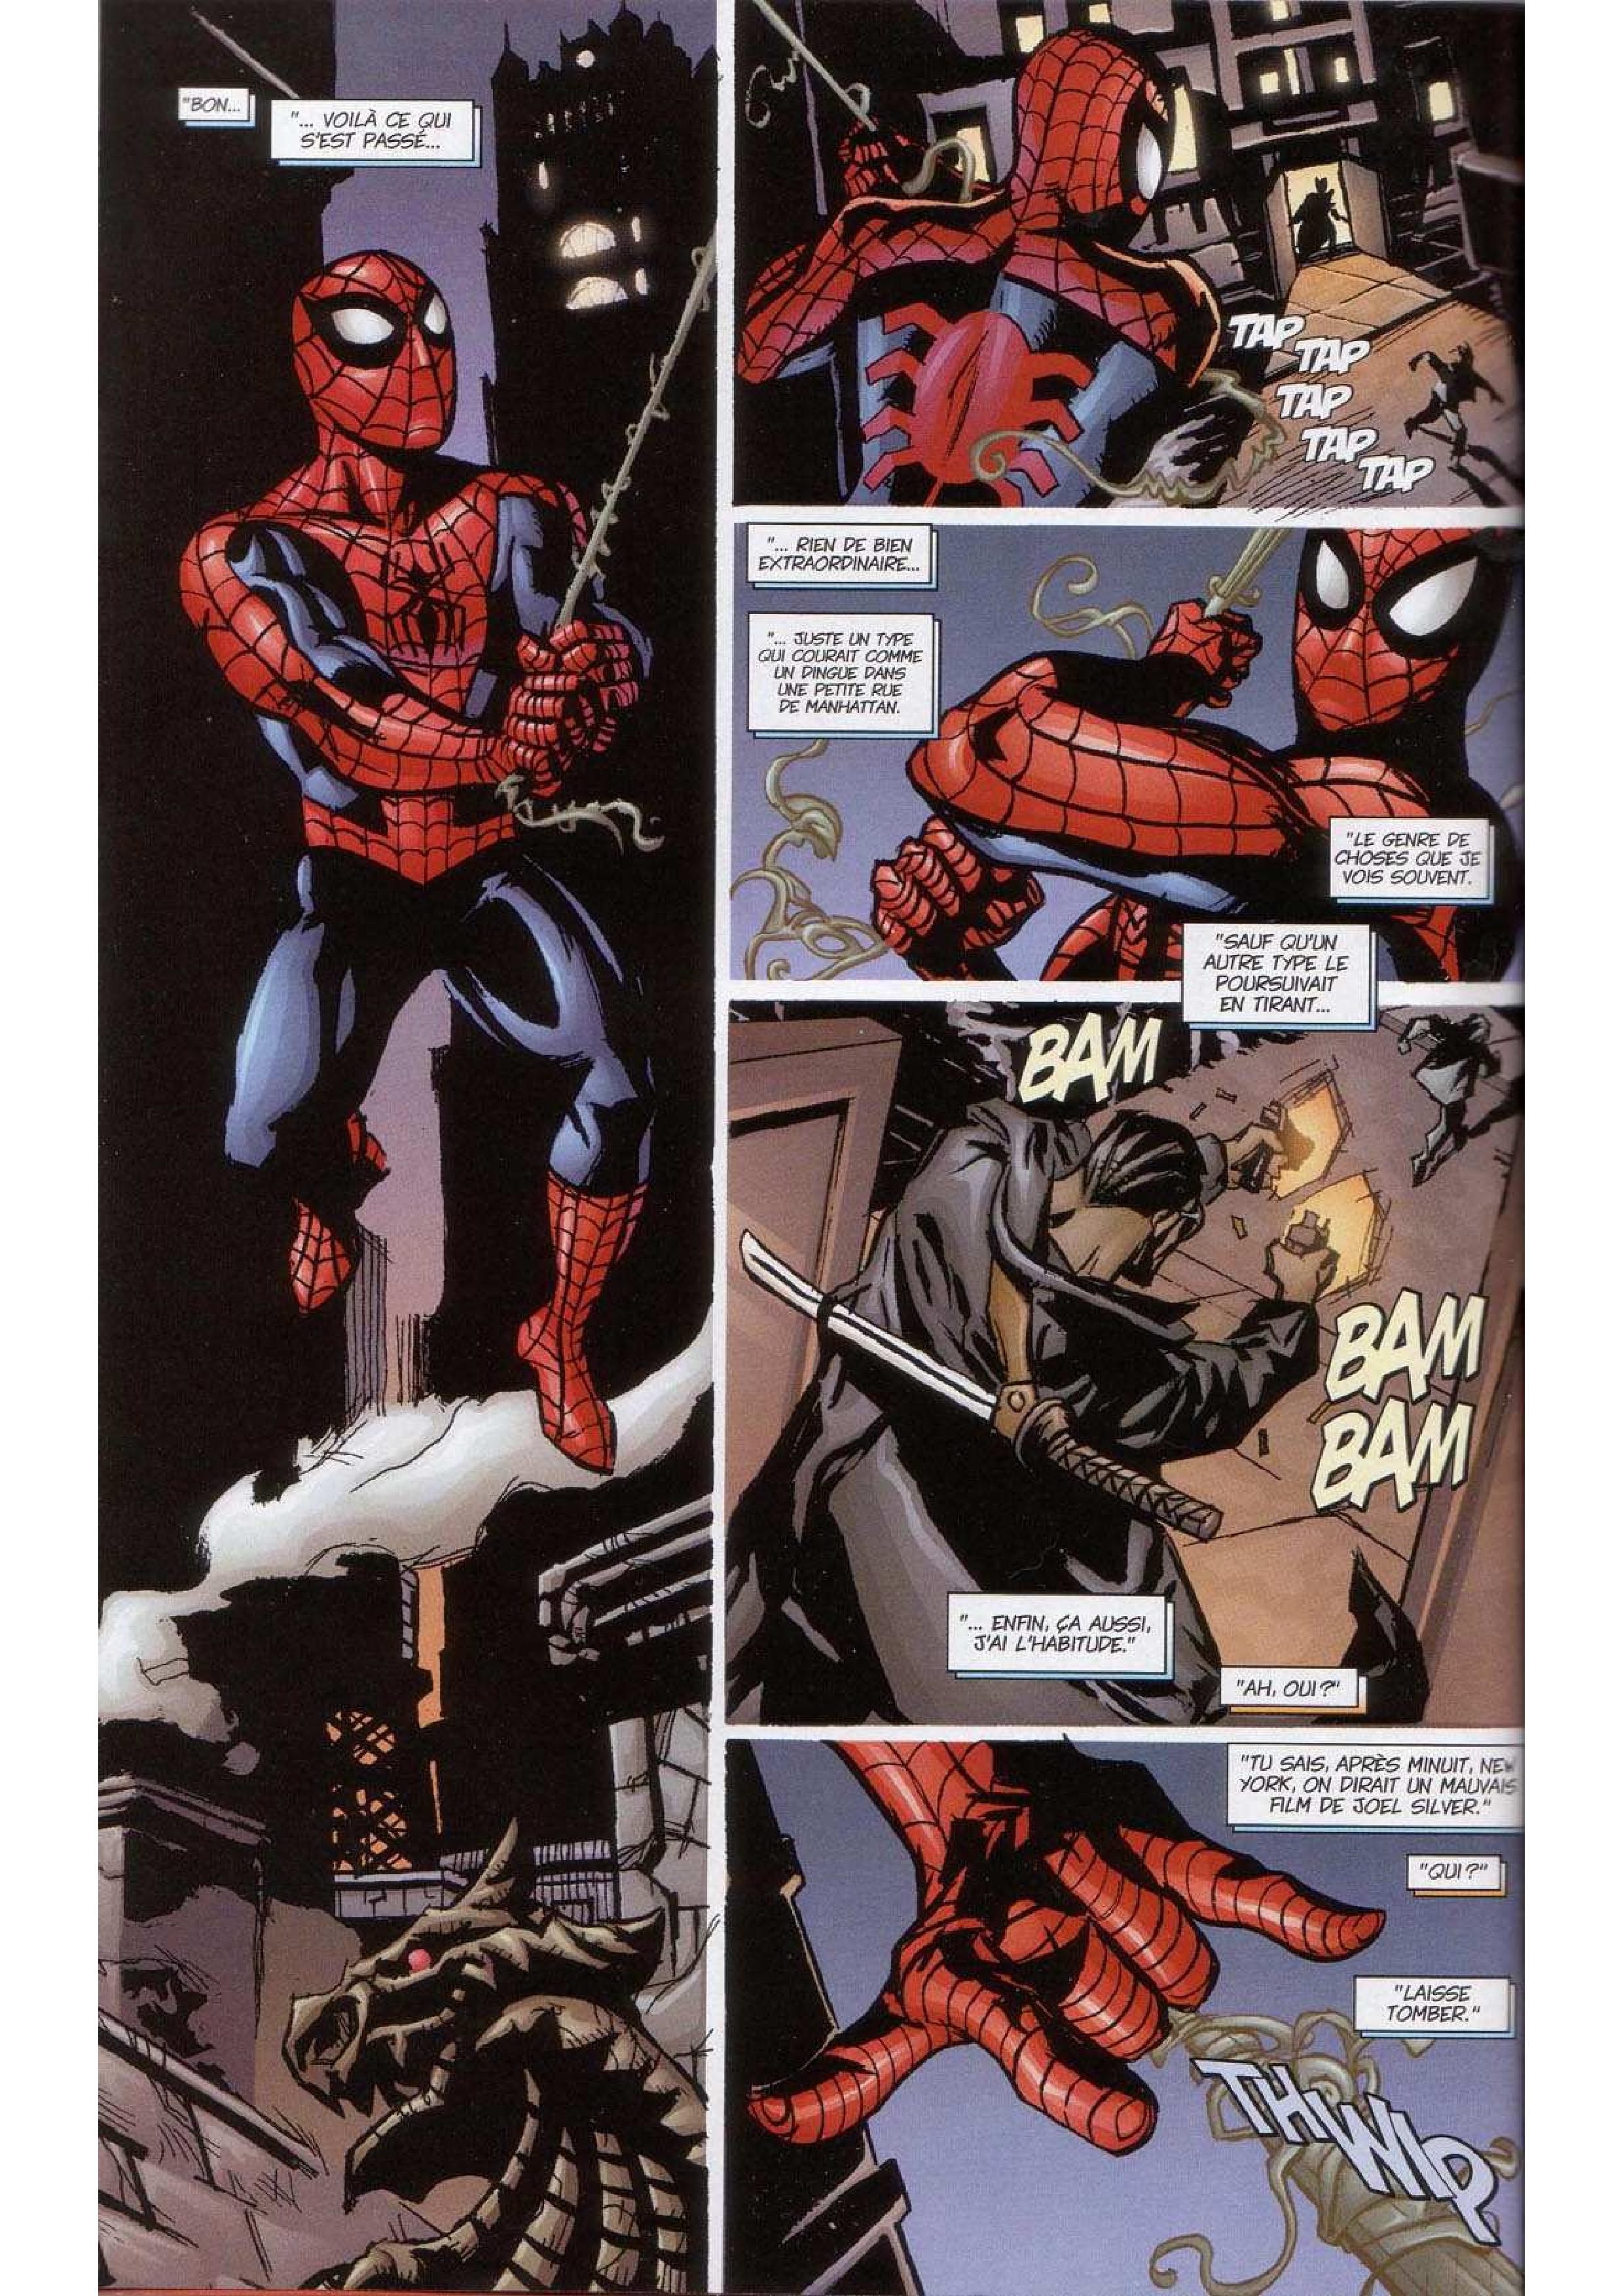 "BON...
"... VOILÀ CE QUI
S'EST PASSÉ...
TAP
TAP
TAP
TAP
TAP
"... RIEN DE BIEN
EXTRAORDINAIRE...
"... JUSTE UN TYPE
QUI COURAIT COMME
UN DINGUE DANS
UNE PETITE RUE
DE MANHATTAN.
"LE GENRE DE
CHOSES QUE JE
VOIS SOUVENT.
"SAUF QU'UN
AUTRE TYPE LE
POURSUIVAIT
EN TIRANT...
BAM
BAM
BAM
"... ENFIN, ÇA AUSSI,
J'AI L'HABITUDE."
"AH, OUI ?"
"TU SAIS, APRÈS MINUIT, NEW
YORK, ON DIRAIT UN MAUVAIS
FILM DE JOEL SILVER."
"QUI ?"
"LAISSE
TOMBER."
THWIP